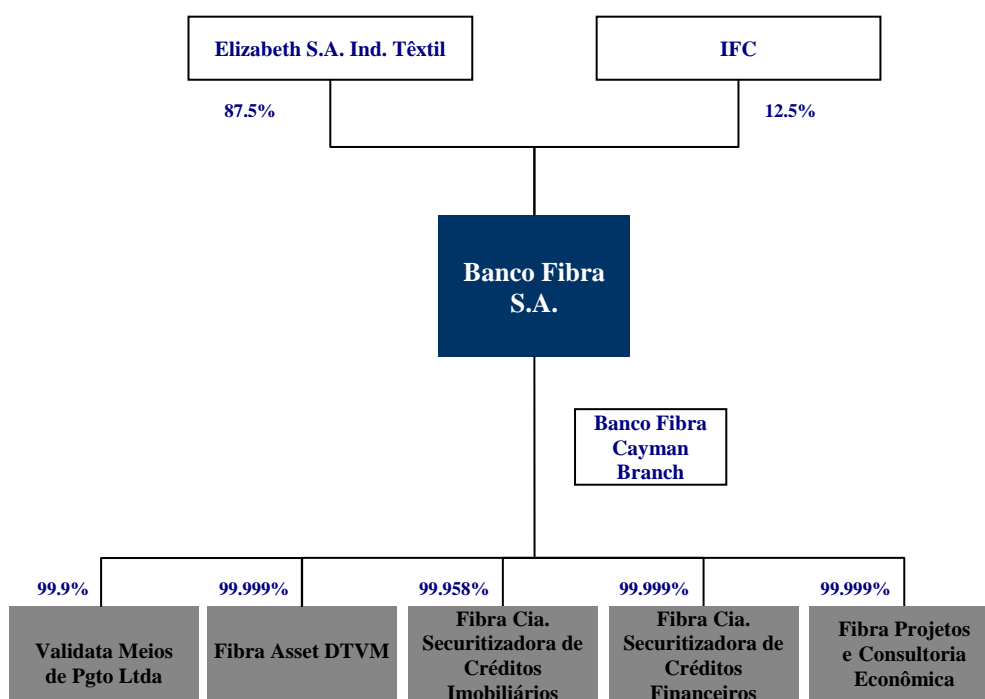 Elizabeth S.A. Ind. Têxtil
IFC
87.5%
12.5%
Banco Fibra
S.A.
Banco Fibra
Cayman
Branch
99.9%
99.999%
99.958%
99.999%
99.999%
Validata Meios
de Pgto Ltda
Fibra Asset DTVM
Fibra Cia.
Securitizadora de
Créditos
Imobiliários
Fibra Cia.
Securitizadora de
Créditos
Financeiros
Fibra Projetos
e Consultoria
Econômica